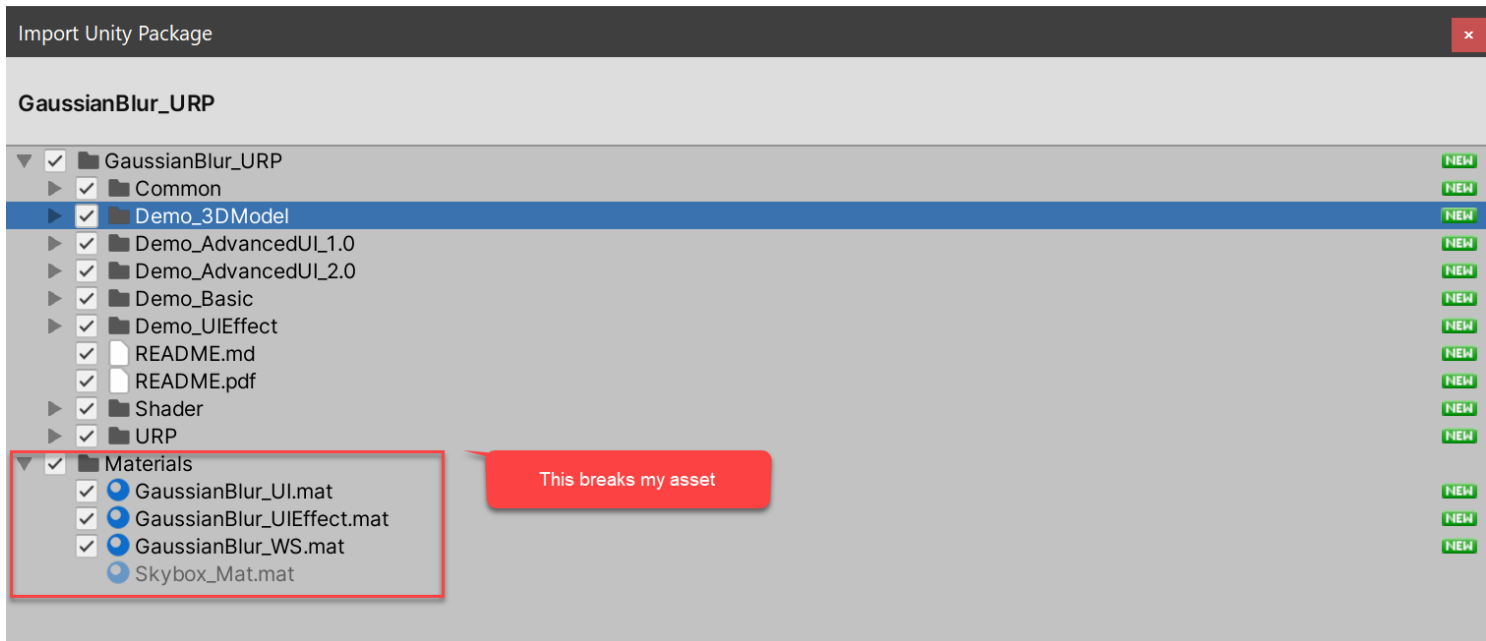 Import Unity Package
×
GaussianBlur_URP
GaussianBlur_URP NEW
Common NEW
Demo_3DModel NEW
Demo_AdvancedUI_1.0 NEW
Demo_AdvancedUI_2.0 NEW
Demo_Basic NEW
Demo_UIEffect NEW
README.md NEW
README.pdf NEW
Shader NEW
URP NEW
Materials
This breaks my asset
GaussianBlur_UI.mat NEW
GaussianBlur_UIEffect.mat NEW
GaussianBlur_WS.mat NEW
Skybox_Mat.mat